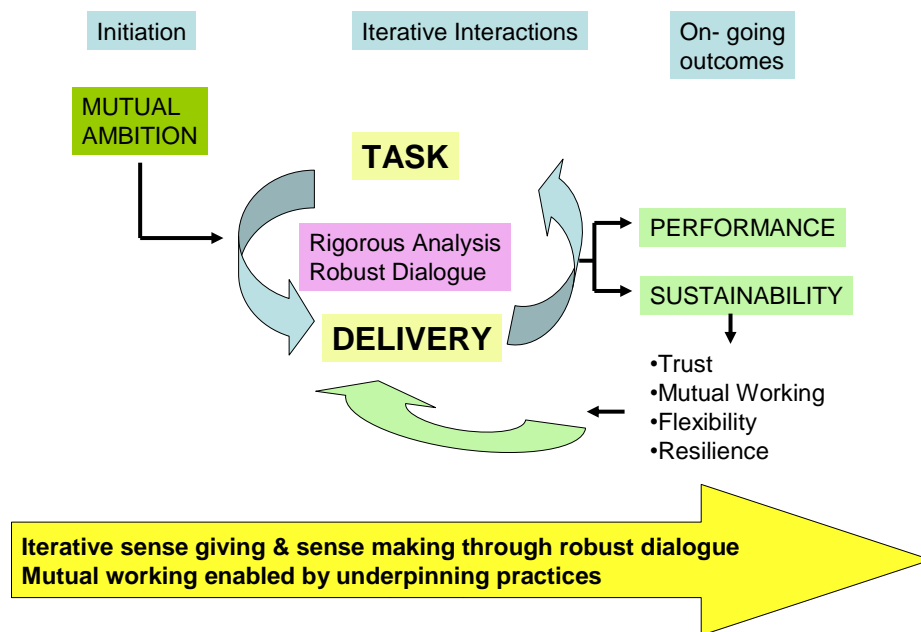 Initiation
Iterative Interactions
On- going
outcomes
MUTUAL
AMBITION
TASK
Rigorous Analysis
Robust Dialogue
DELIVERY
PERFORMANCE
SUSTAINABILITY
•Trust
•Mutual Working
•Flexibility
•Resilience
Iterative sense giving & sense making through robust dialogue
Mutual working enabled by underpinning practices